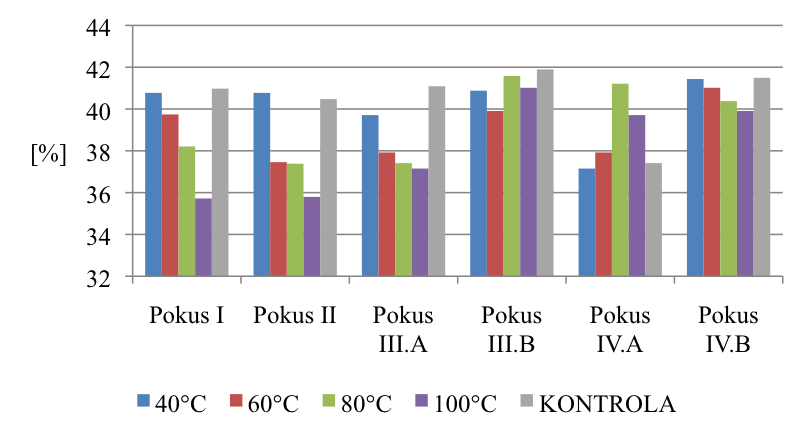 44
42
40
38
36
34
32
[%]
Pokus I
Pokus II
Pokus
III.A
Pokus
III.B
Pokus
IV.A
Pokus
IV.B
40°C
60°C
80°C
100°C
KONTROLA